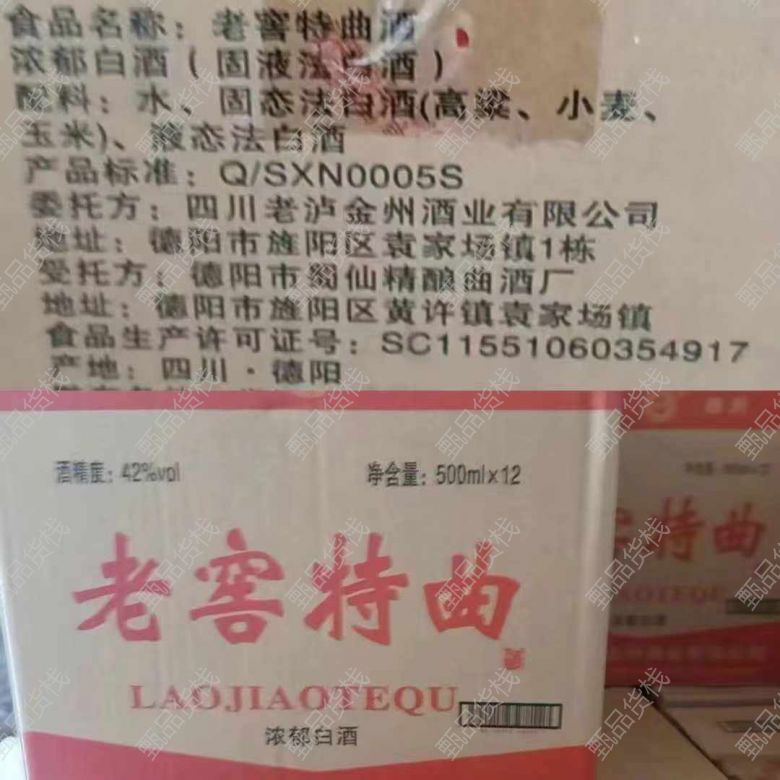 食品名称：老窖特曲酒
浓郁白酒（固液法白酒）
配料：水、固态法白酒(高粱、小麦、
玉米)、液态法白酒
产品标准：Q/SXN0005S
委托方：四川老泸金州酒业有限公司
地址：德阳市旌阳区袁家场镇1栋
受托方：德阳市蜀仙精酿曲酒厂
地址：德阳市旌阳区黄许镇袁家场镇
食品生产许可证号：SC11551060354917
产地：四川·德阳
酒精度：42%vol
净含量：500ml×12
老窖特曲
LAOJIAOTEQU
浓郁白酒
特曲
AOTEQU
甄品货栈